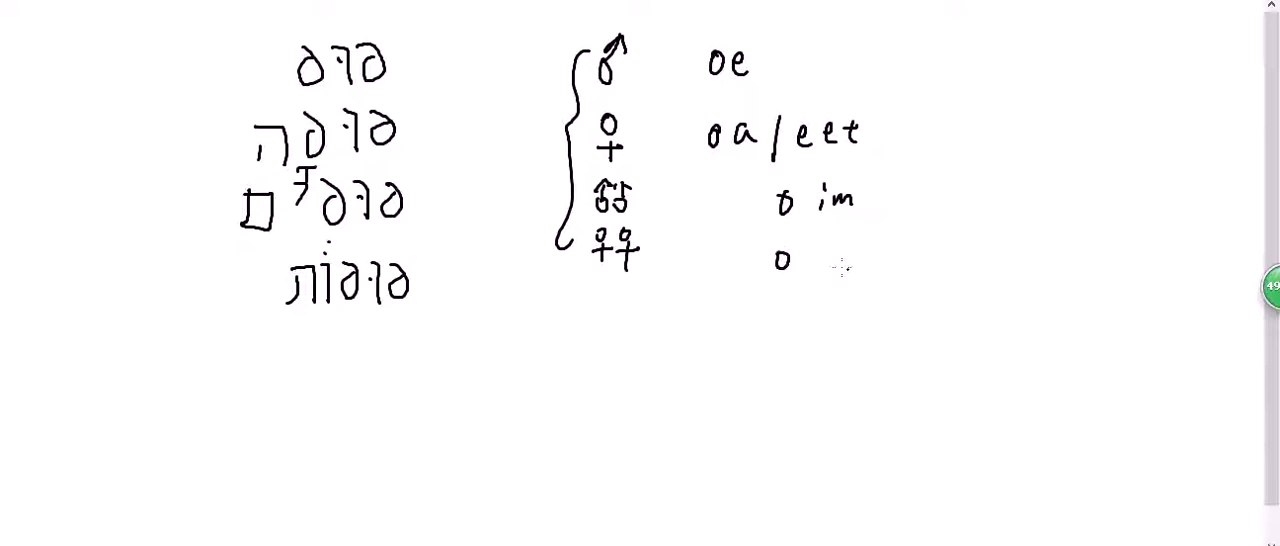 סוס ♂ oe
סוסה ♀ oa/eet
סוסים ♂♂ o im
סוסות ♀♀ o